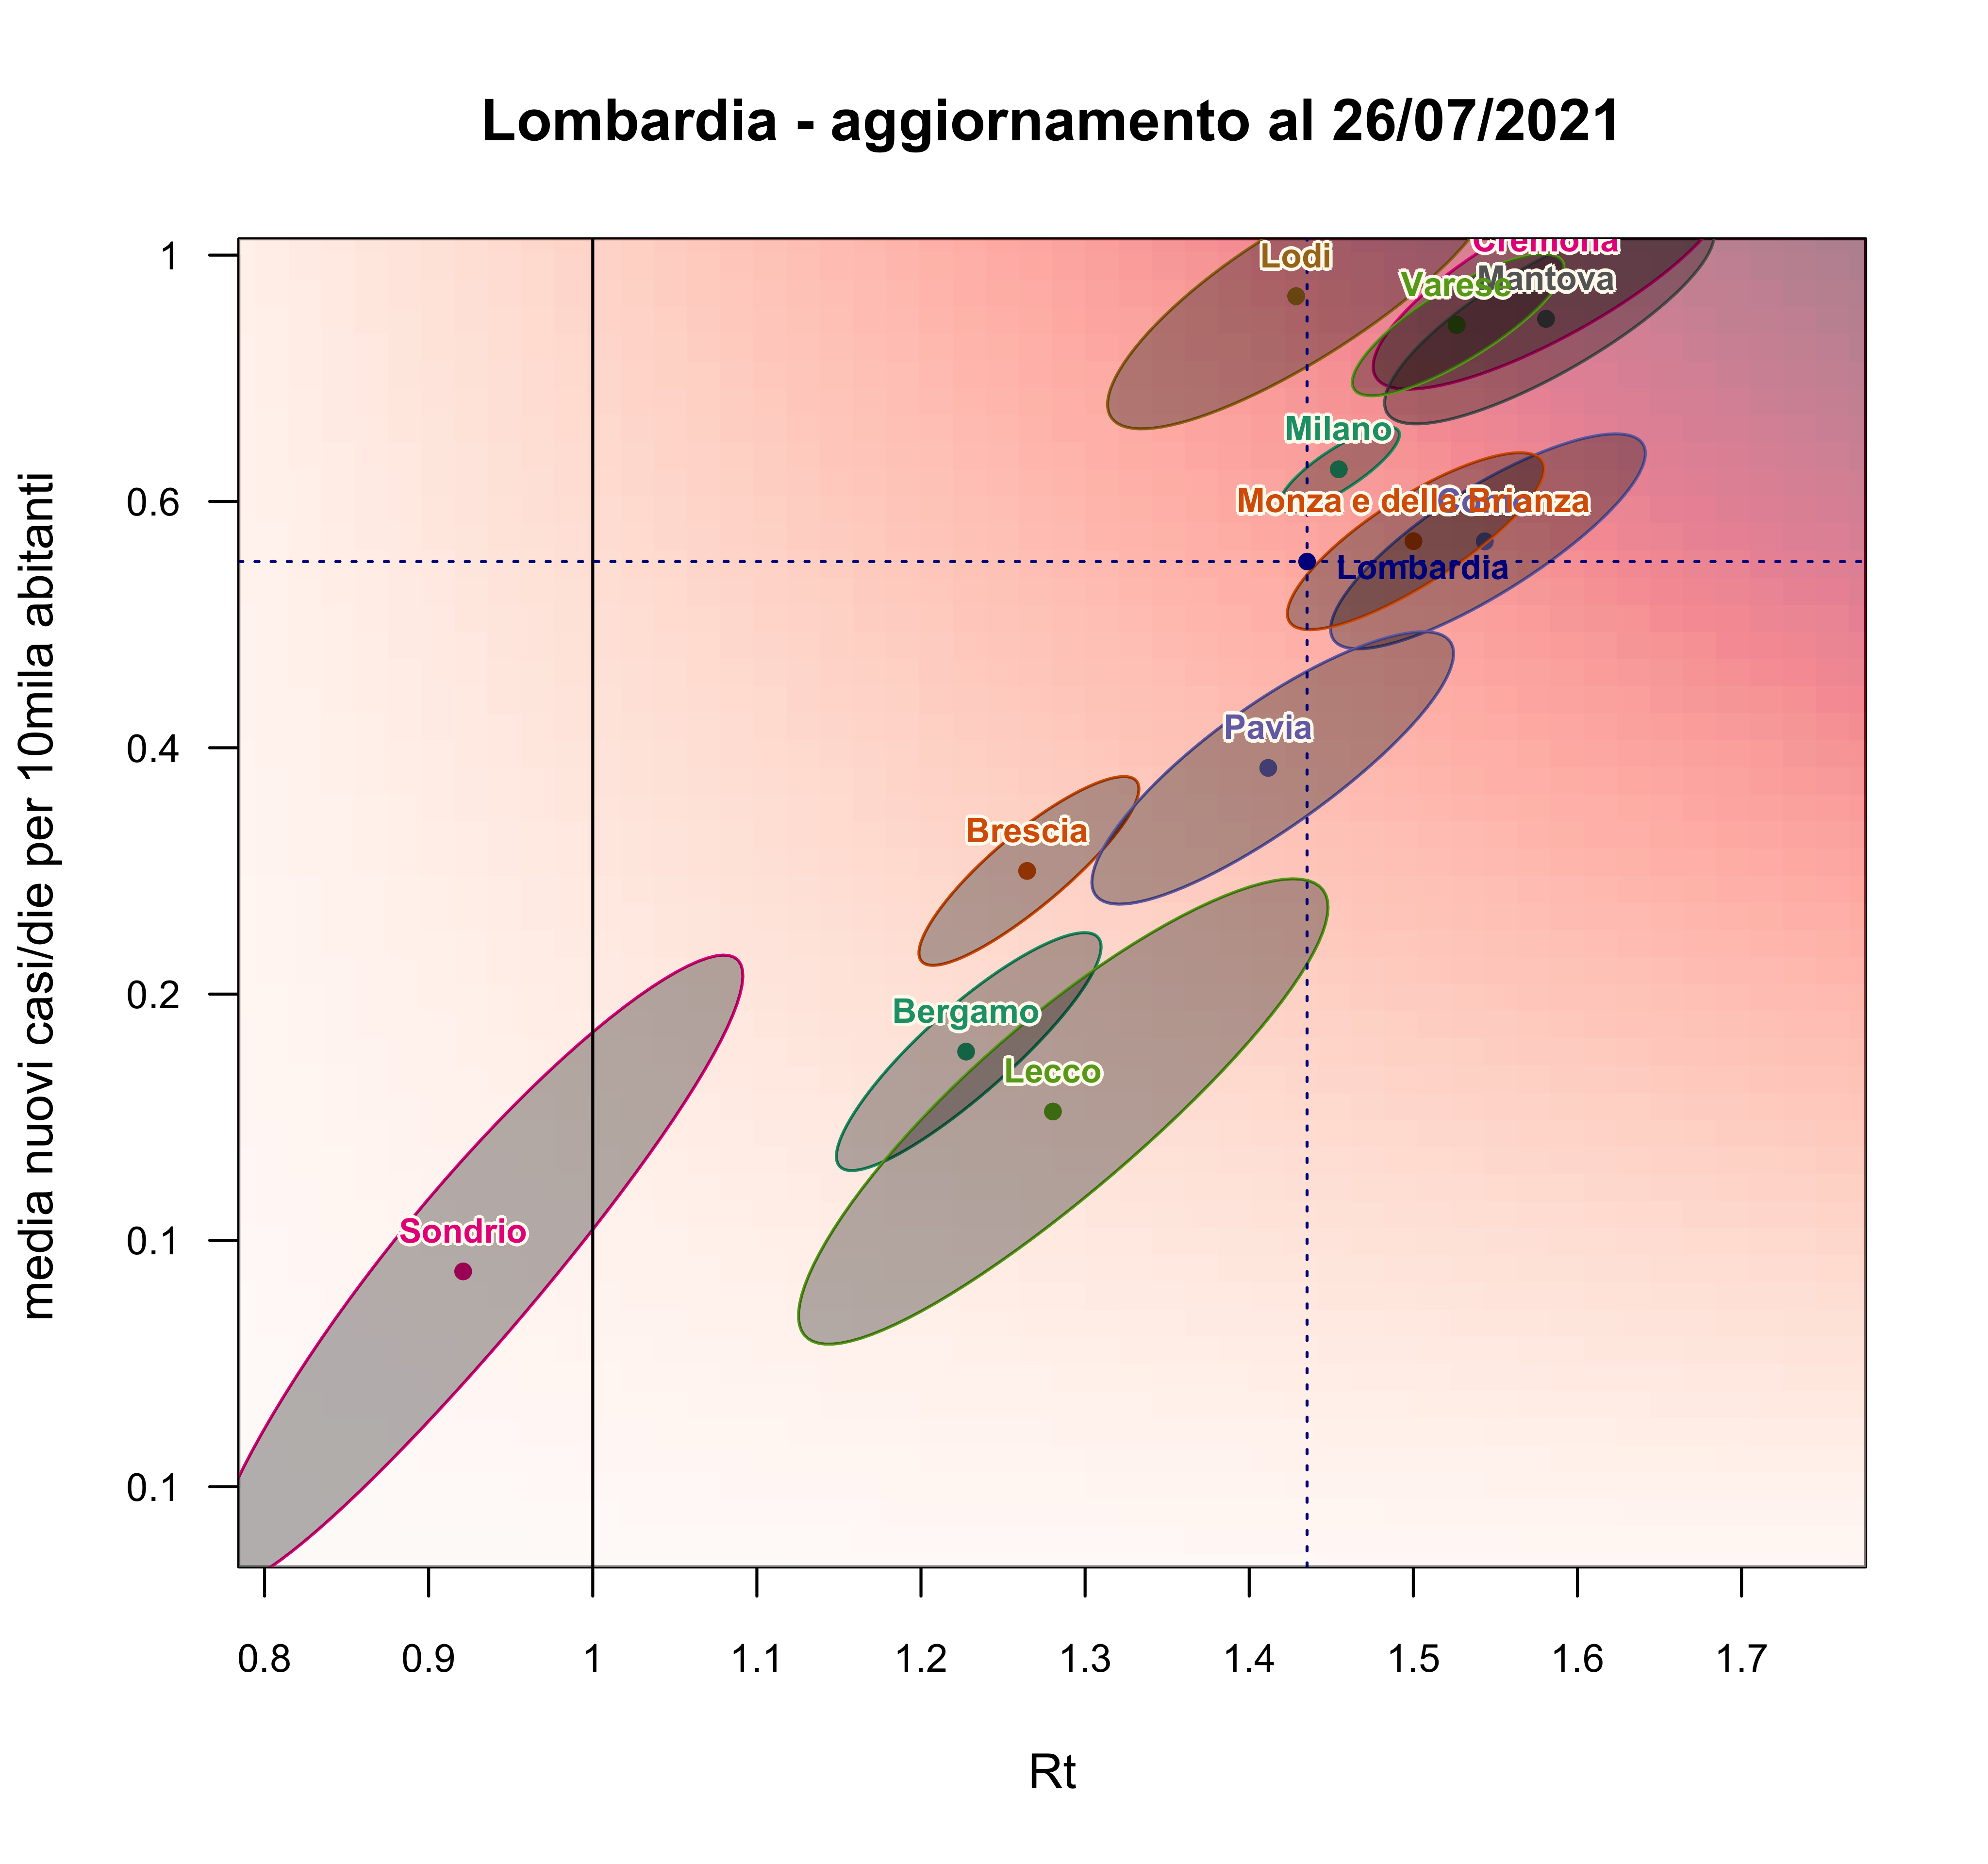 Lombardia - aggiornamento al 26/07/2021
media nuovi casi/die per 10mila abitanti
1
0.6
0.4
0.2
0.1
0.1
Cremona
Lodi
Mantova
Varese
Milano
Monza e della Brianza
Lombardia
Pavia
Brescia
Bergamo
Lecco
Sondrio
0.8 0.9 1 1.1 1.2 1.3 1.4 1.5 1.6 1.7
Rt